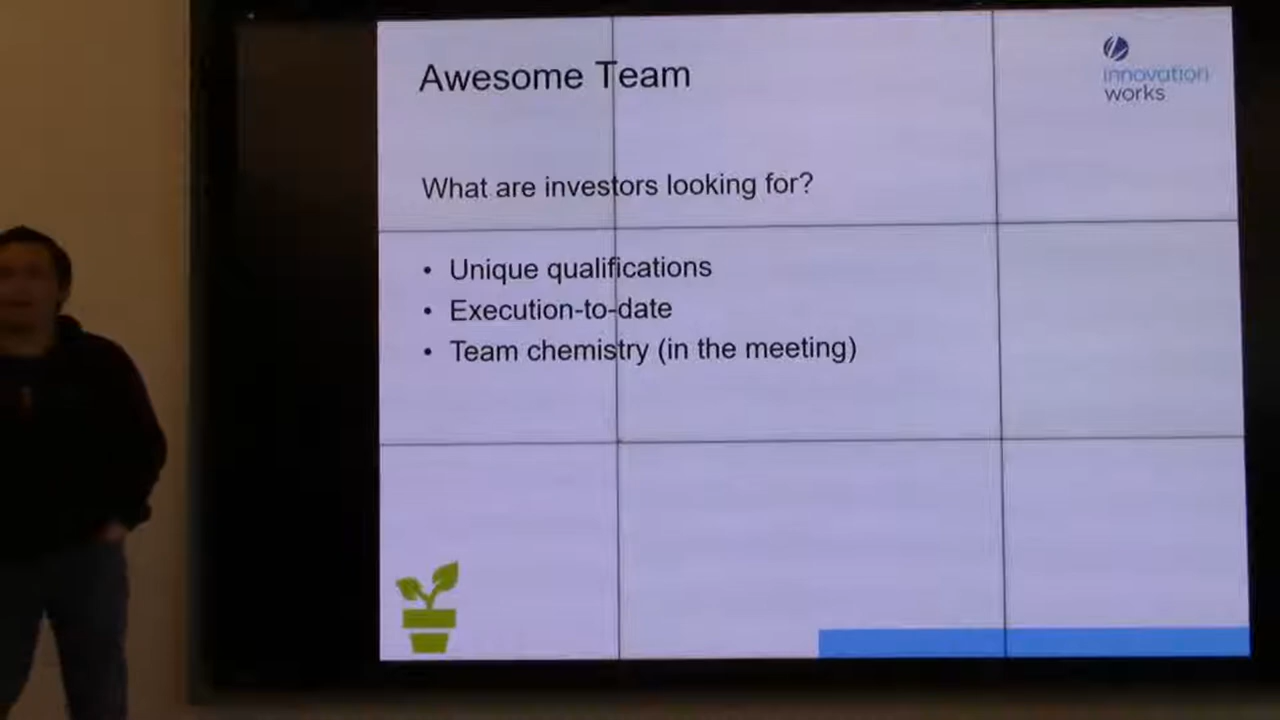 Awesome Team
innovation
works
What are investors looking for?
• Unique qualifications
• Execution-to-date
• Team chemistry (in the meeting)